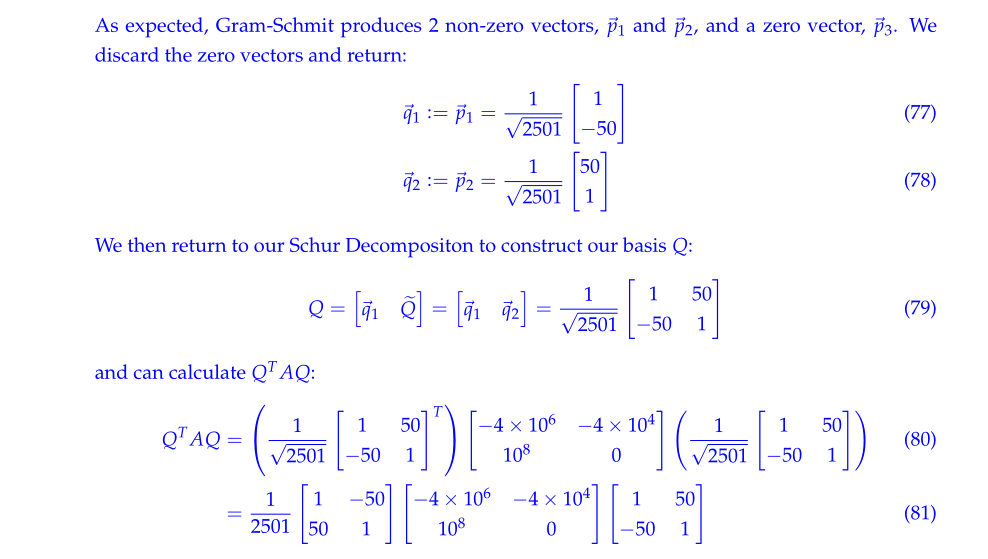 As expected, Gram-Schmit produces 2 non-zero vectors, $\vec{p}_1$ and $\vec{p}_2$, and a zero vector, $\vec{p}_3$. We
discard the zero vectors and return:
$\vec{q}_1 := \vec{p}_1 = \frac{1}{\sqrt{2501}} \begin{bmatrix} 1 \\ -50 \end{bmatrix}$ (77)
$\vec{q}_2 := \vec{p}_2 = \frac{1}{\sqrt{2501}} \begin{bmatrix} 50 \\ 1 \end{bmatrix}$ (78)
We then return to our Schur Decompositon to construct our basis $Q$:
$Q = \begin{bmatrix} \vec{q}_1 & \widetilde{Q} \end{bmatrix} = \begin{bmatrix} \vec{q}_1 & \vec{q}_2 \end{bmatrix} = \frac{1}{\sqrt{2501}} \begin{bmatrix} 1 & 50 \\ -50 & 1 \end{bmatrix}$ (79)
and can calculate $Q^T A Q$:
$Q^T A Q = \left( \frac{1}{\sqrt{2501}} \begin{bmatrix} 1 & 50 \\ -50 & 1 \end{bmatrix}^T \right) \begin{bmatrix} -4 \times 10^6 & -4 \times 10^4 \\ 10^8 & 0 \end{bmatrix} \left( \frac{1}{\sqrt{2501}} \begin{bmatrix} 1 & 50 \\ -50 & 1 \end{bmatrix} \right)$ (80)
$= \frac{1}{2501} \begin{bmatrix} 1 & -50 \\ 50 & 1 \end{bmatrix} \begin{bmatrix} -4 \times 10^6 & -4 \times 10^4 \\ 10^8 & 0 \end{bmatrix} \begin{bmatrix} 1 & 50 \\ -50 & 1 \end{bmatrix}$ (81)